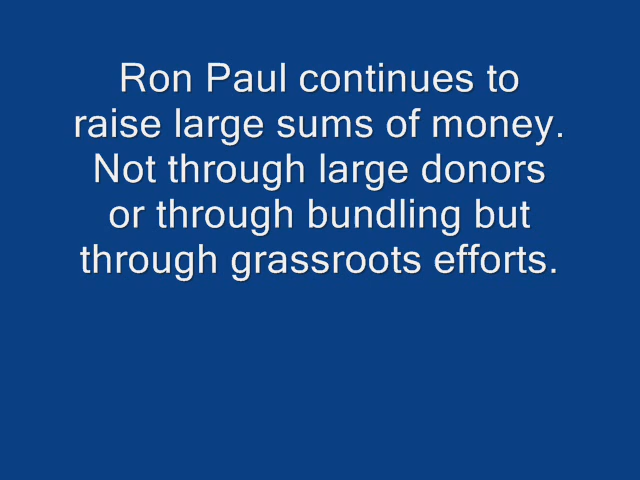 Ron Paul continues to
raise large sums of money.
Not through large donors
or through bundling but
through grassroots efforts.